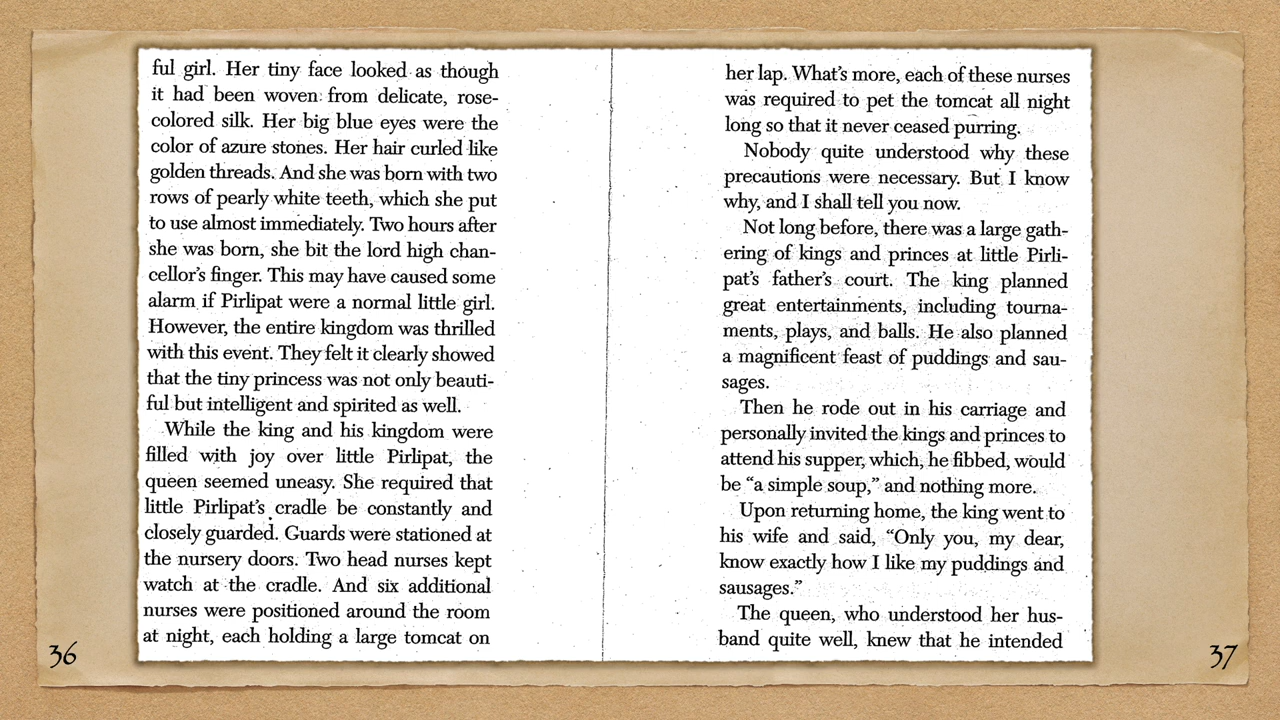 ful girl. Her tiny face looked as though
it had been woven from delicate, rose-
colored silk. Her big blue eyes were the
color of azure stones. Her hair curled like
golden threads. And she was born with two
rows of pearly white teeth, which she put
to use almost immediately. Two hours after
she was born, she bit the lord high chan-
cellor's finger. This may have caused some
alarm if Pirlipat were a normal little girl.
However, the entire kingdom was thrilled
with this event. They felt it clearly showed
that the tiny princess was not only beauti-
ful but intelligent and spirited as well.
While the king and his kingdom were
filled with joy over little Pirlipat, the
queen seemed uneasy. She required that
little Pirlipat's cradle be constantly and
closely guarded. Guards were stationed at
the nursery doors. Two head nurses kept
watch at the cradle. And six additional
nurses were positioned around the room
at night, each holding a large tomcat on
36
her lap. What's more, each of these nurses
was required to pet the tomcat all night
long so that it never ceased purring.
Nobody quite understood why these
precautions were necessary. But I know
why, and I shall tell you now.
Not long before, there was a large gath-
ering of kings and princes at little Pirli-
pat's father's court. The king planned
great entertainments, including tourna-
ments, plays, and balls. He also planned
a magnificent feast of puddings and sau-
sages.
Then he rode out in his carriage and
personally invited the kings and princes to
attend his supper, which, he fibbed, would
be "a simple soup," and nothing more.
Upon returning home, the king went to
his wife and said, "Only you, my dear,
know exactly how I like my puddings and
sausages."
The queen, who understood her hus-
band quite well, knew that he intended
37